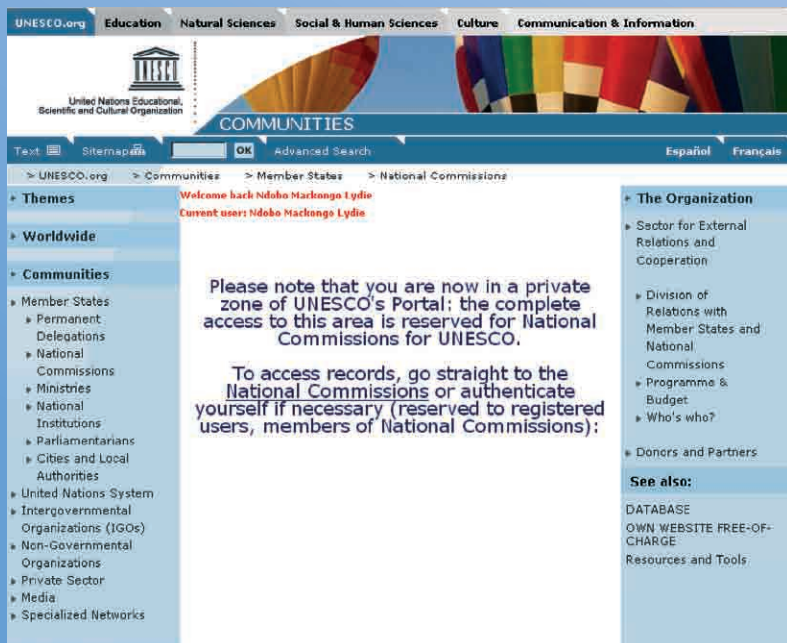 UNESCO.org Education Natural Sciences Social & Human Sciences Culture Communication & Information
UNESCO
United Nations Educational,
Scientific and Cultural Organization
COMMUNITIES
Text Sitemap OK Advanced Search Español Français
> UNESCO.org > Communities > Member States > National Commissions
Themes
Worldwide
Communities
Member States
Permanent
Delegations
National
Commissions
Ministries
National
Institutions
Parliamentarians
Cities and Local
Authorities
United Nations System
Intergovernmental
Organizations (IGOs)
Non-Governmental
Organizations
Private Sector
Media
Specialized Networks
Welcome back Ndobo Mackongo Lydie
Current user: Ndobo Mackongo Lydie
Please note that you are now in a private
zone of UNESCO's Portal: the complete
access to this area is reserved for National
Commissions for UNESCO.
To access records, go straight to the
National Commissions or authenticate
yourself if necessary (reserved to registered
users, members of National Commissions):
The Organization
Sector for External
Relations and
Cooperation
Division of
Relations with
Member States and
National
Commissions
Programme &
Budget
Who's who?
Donors and Partners
See also:
DATABASE
OWN WEBSITE FREE-OF-
CHARGE
Resources and Tools